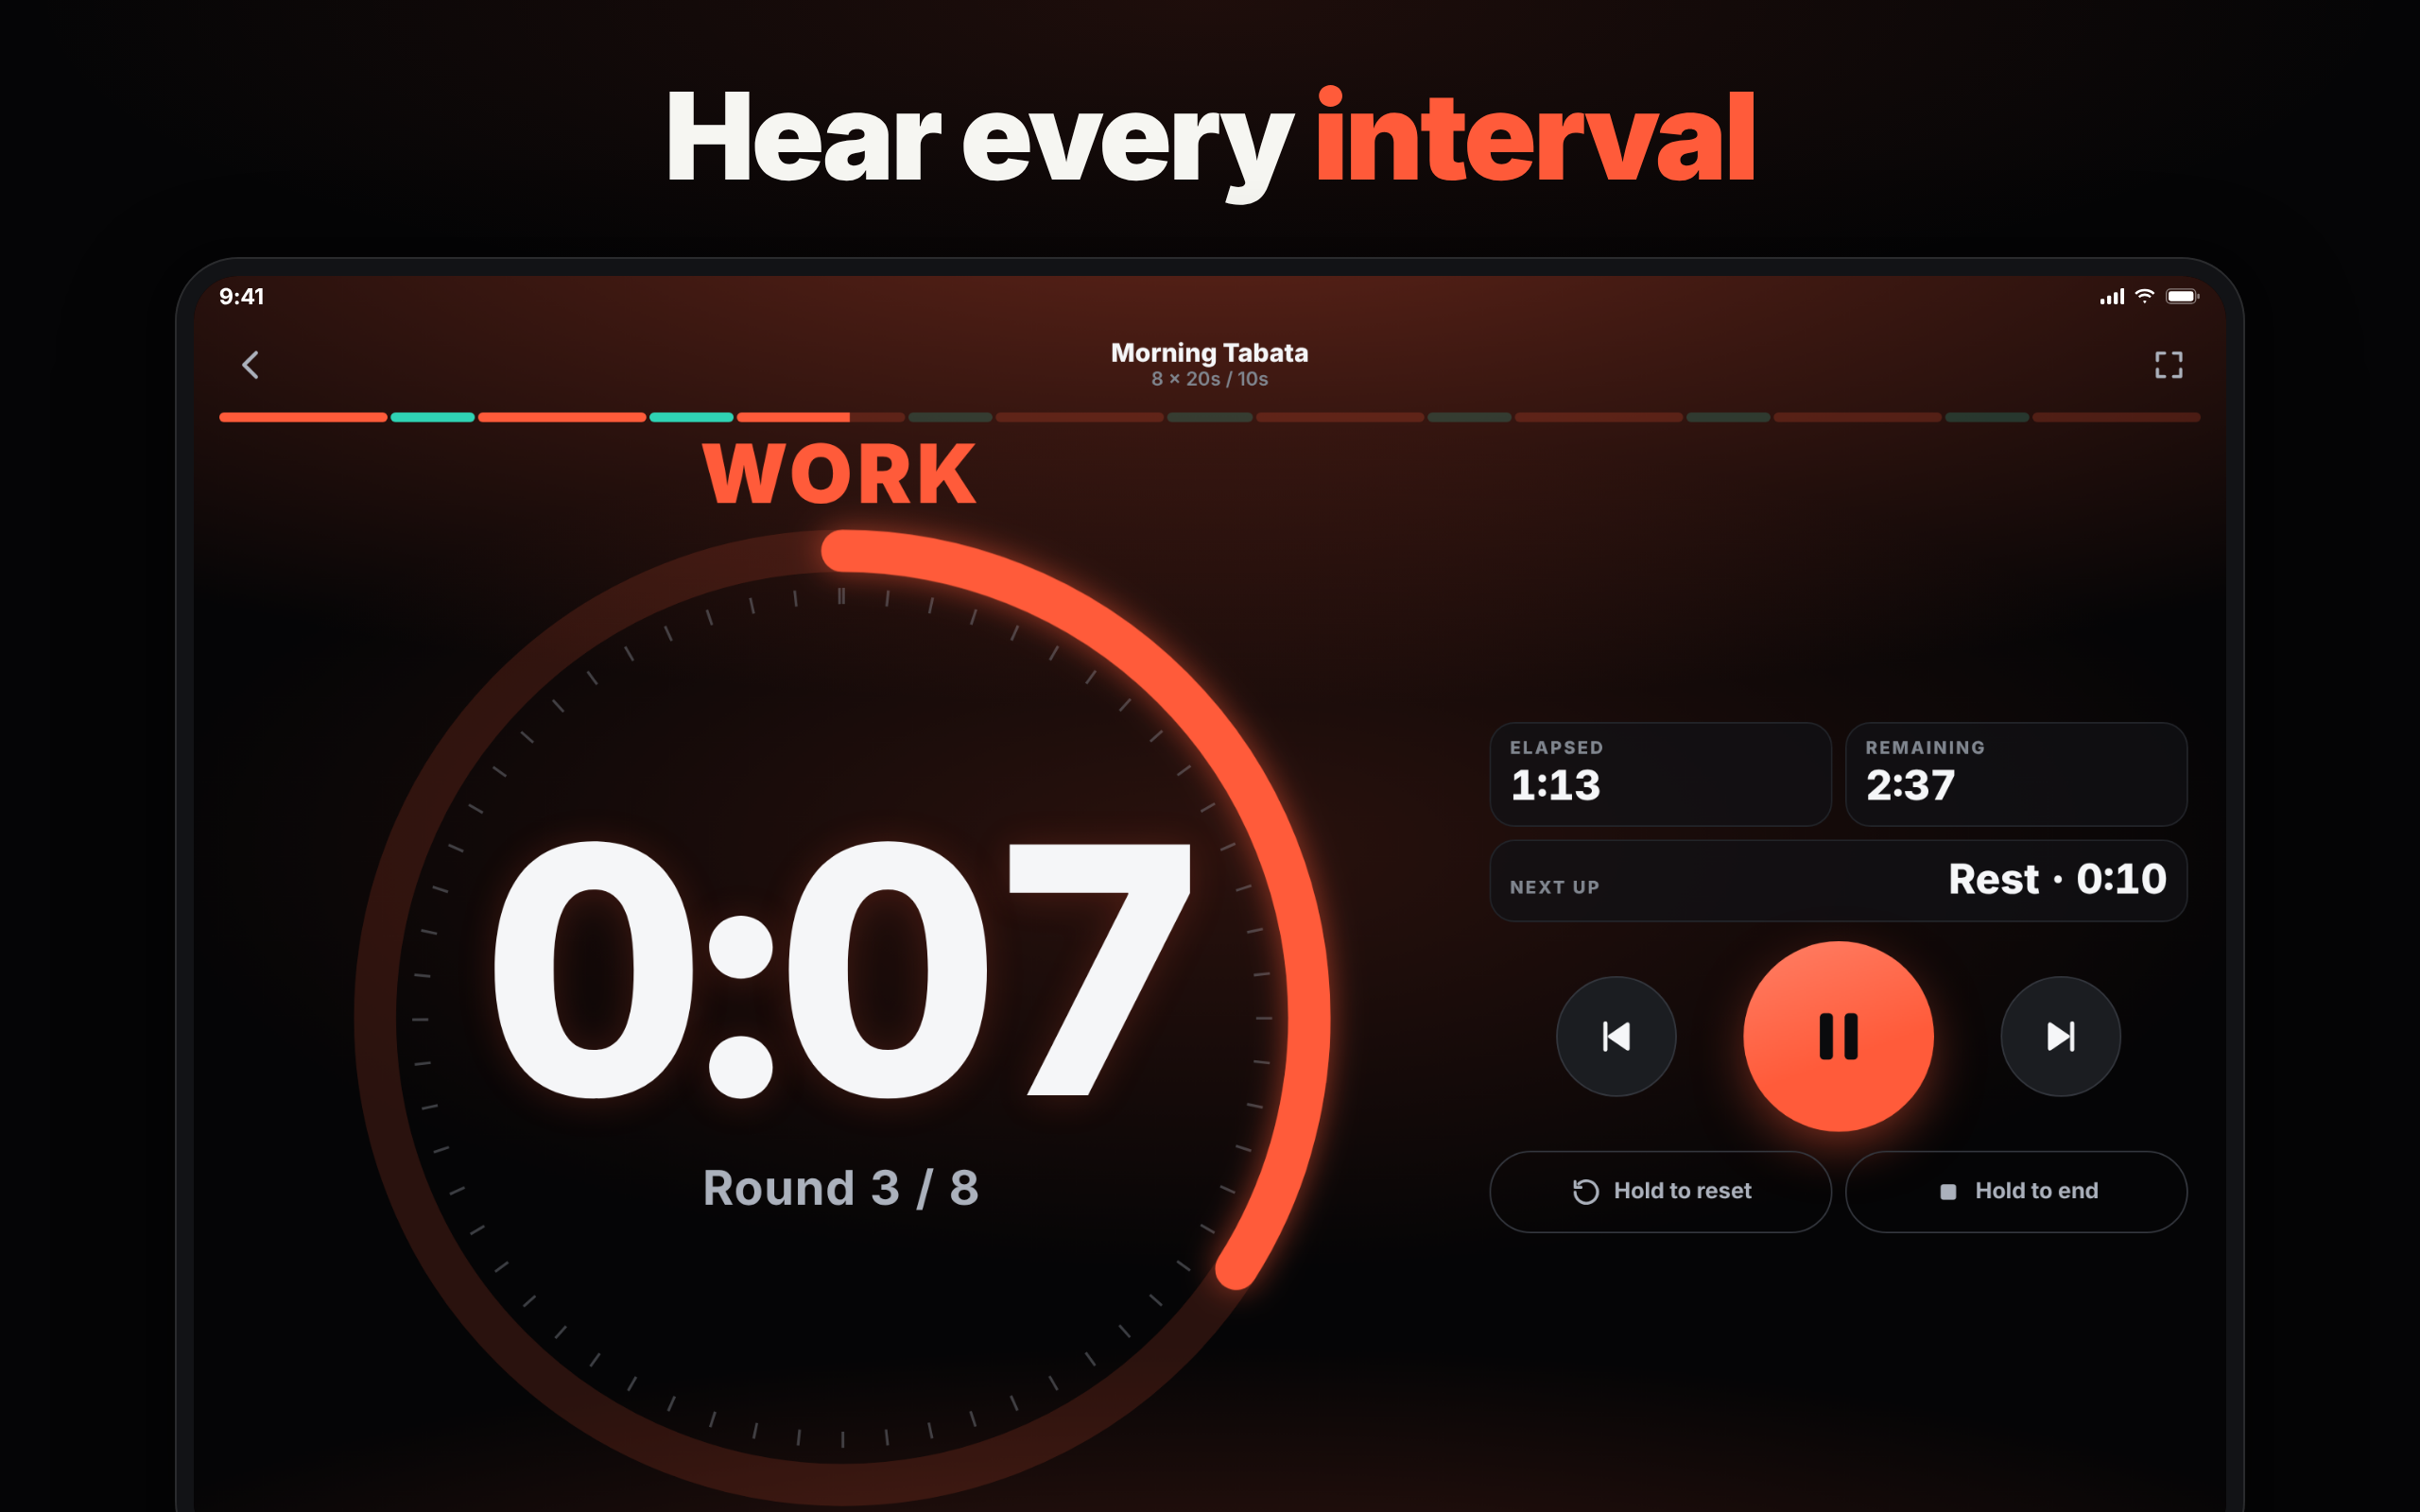 Hear every interval
9:41
Morning Tabata
8 × 20s / 10s
WORK
0:07
Round 3 / 8
ELAPSED
1:13
REMAINING
2:37
NEXT UP
Rest · 0:10
Hold to reset
Hold to end